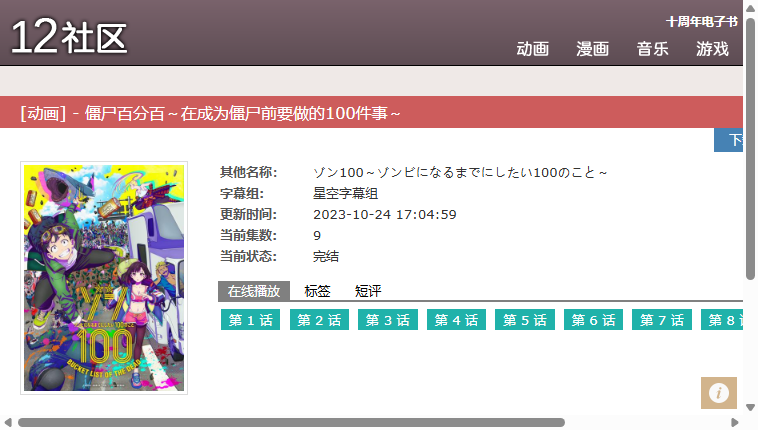 十周年电子书
12社区
动画 漫画 音乐 游戏
[动画] - 僵尸百分百～在成为僵尸前要做的100件事～
下
其他名称: ゾン100～ゾンビになるまでにしたい100のこと～
字幕组: 星空字幕组
更新时间: 2023-10-24 17:04:59
当前集数: 9
当前状态: 完结
在线播放 标签 短评
第 1 话 第 2 话 第 3 话 第 4 话 第 5 话 第 6 话 第 7 话 第 8
ゾン
100
BUCKET LIST OF THE DEAD
i